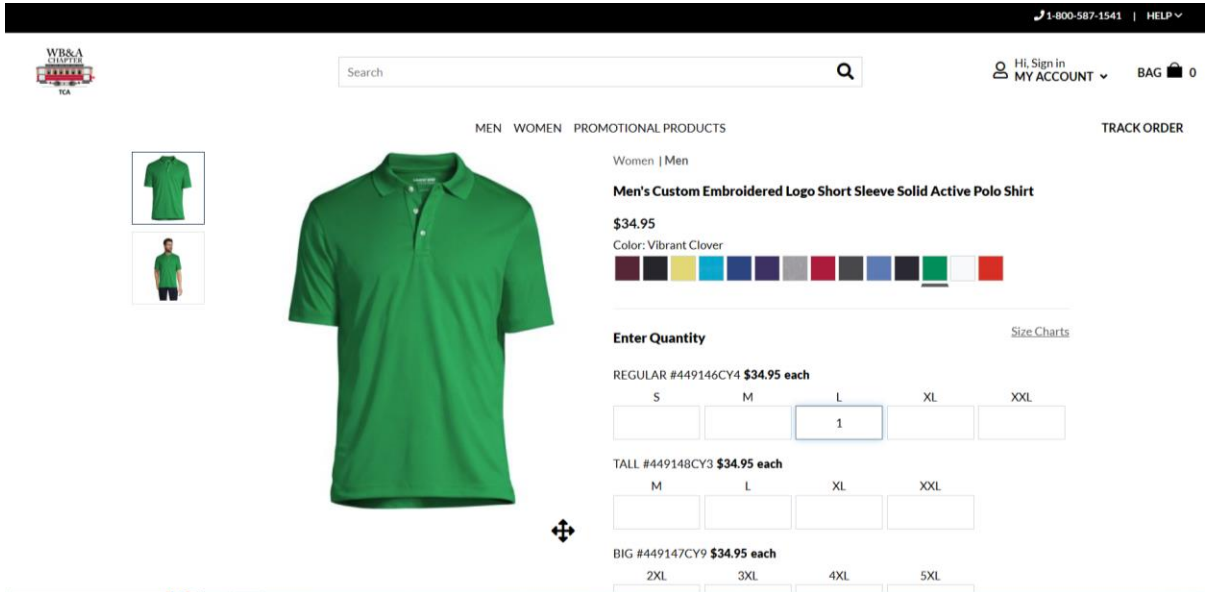 1-800-587-1541 | HELP
WB&A
CHAPTER
TCA
Search
Hi, Sign in
MY ACCOUNT
BAG 0
MEN WOMEN PROMOTIONAL PRODUCTS
TRACK ORDER
Women | Men
Men's Custom Embroidered Logo Short Sleeve Solid Active Polo Shirt
$34.95
Color: Vibrant Clover
Enter Quantity
Size Charts
REGULAR #449146CY4 $34.95 each
S M L XL XXL
1
TALL #449148CY3 $34.95 each
M L XL XXL
BIG #449147CY9 $34.95 each
2XL 3XL 4XL 5XL